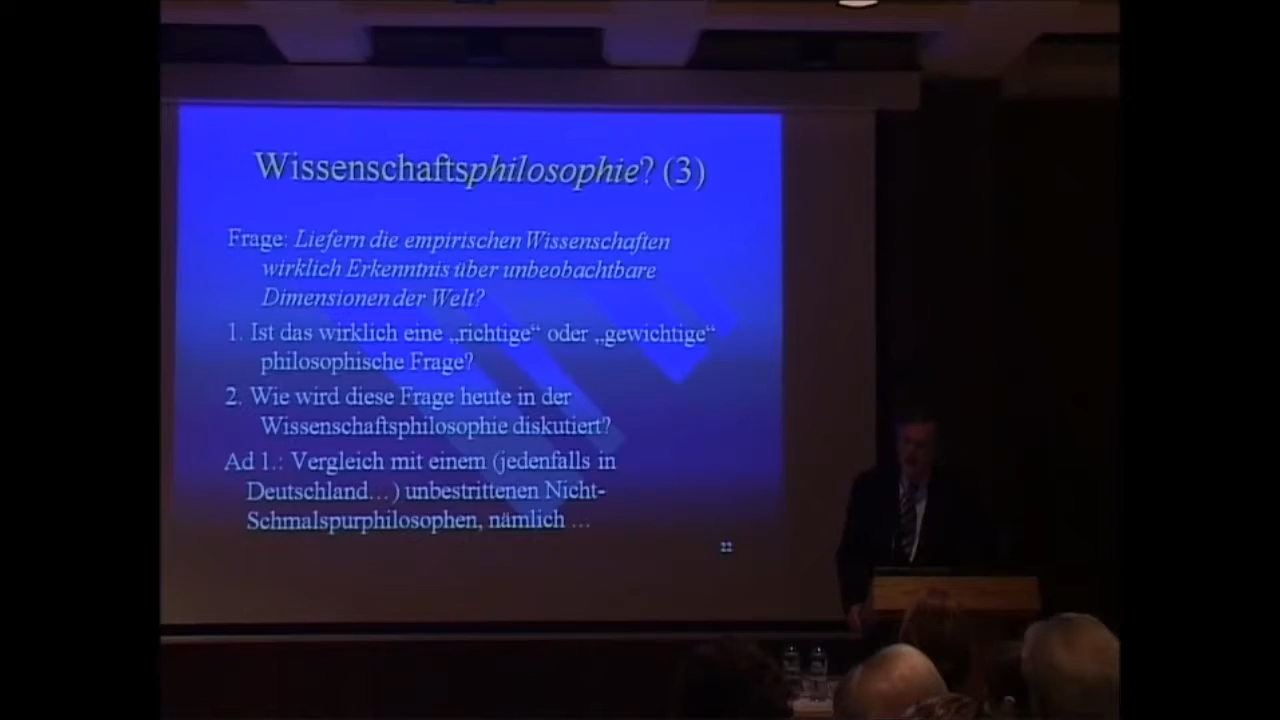 Wissenschaftsphilosophie? (3)
Frage: Liefern die empirischen Wissenschaften
wirklich Erkenntnis über unbeobachtbare
Dimensionen der Welt?
1. Ist das wirklich eine „richtige“ oder „gewichtige“
philosophische Frage?
2. Wie wird diese Frage heute in der
Wissenschaftsphilosophie diskutiert?
Ad 1.: Vergleich mit einem (jedenfalls in
Deutschland…) unbestrittenen Nicht-
Schmalspurphilosophen, nämlich …
22